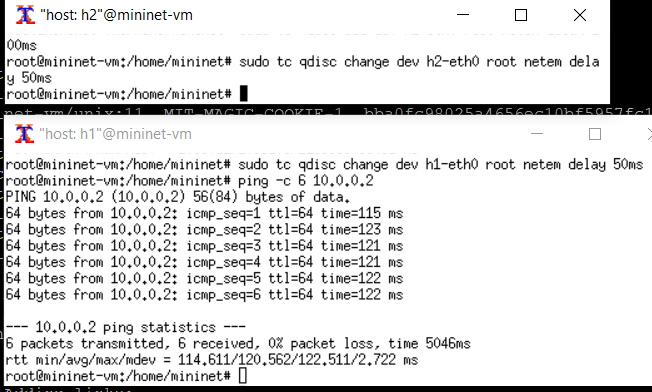 "host: h2"@mininet-vm
00ms
root@mininet-vm:/home/mininet# sudo tc qdisc change dev h2-eth0 root netem dela
y 50ms
root@mininet-vm:/home/mininet#
"host: h1"@mininet-vm
root@mininet-vm:/home/mininet# sudo tc qdisc change dev h1-eth0 root netem delay 50ms
root@mininet-vm:/home/mininet# ping -c 6 10.0.0.2
PING 10.0.0.2 (10.0.0.2) 56(84) bytes of data.
64 bytes from 10.0.0.2: icmp_seq=1 ttl=64 time=115 ms
64 bytes from 10.0.0.2: icmp_seq=2 ttl=64 time=123 ms
64 bytes from 10.0.0.2: icmp_seq=3 ttl=64 time=121 ms
64 bytes from 10.0.0.2: icmp_seq=4 ttl=64 time=121 ms
64 bytes from 10.0.0.2: icmp_seq=5 ttl=64 time=122 ms
64 bytes from 10.0.0.2: icmp_seq=6 ttl=64 time=122 ms
--- 10.0.0.2 ping statistics ---
6 packets transmitted, 6 received, 0% packet loss, time 5046ms
rtt min/avg/max/mdev = 114.611/120.562/122.511/2.722 ms
root@mininet-vm:/home/mininet#